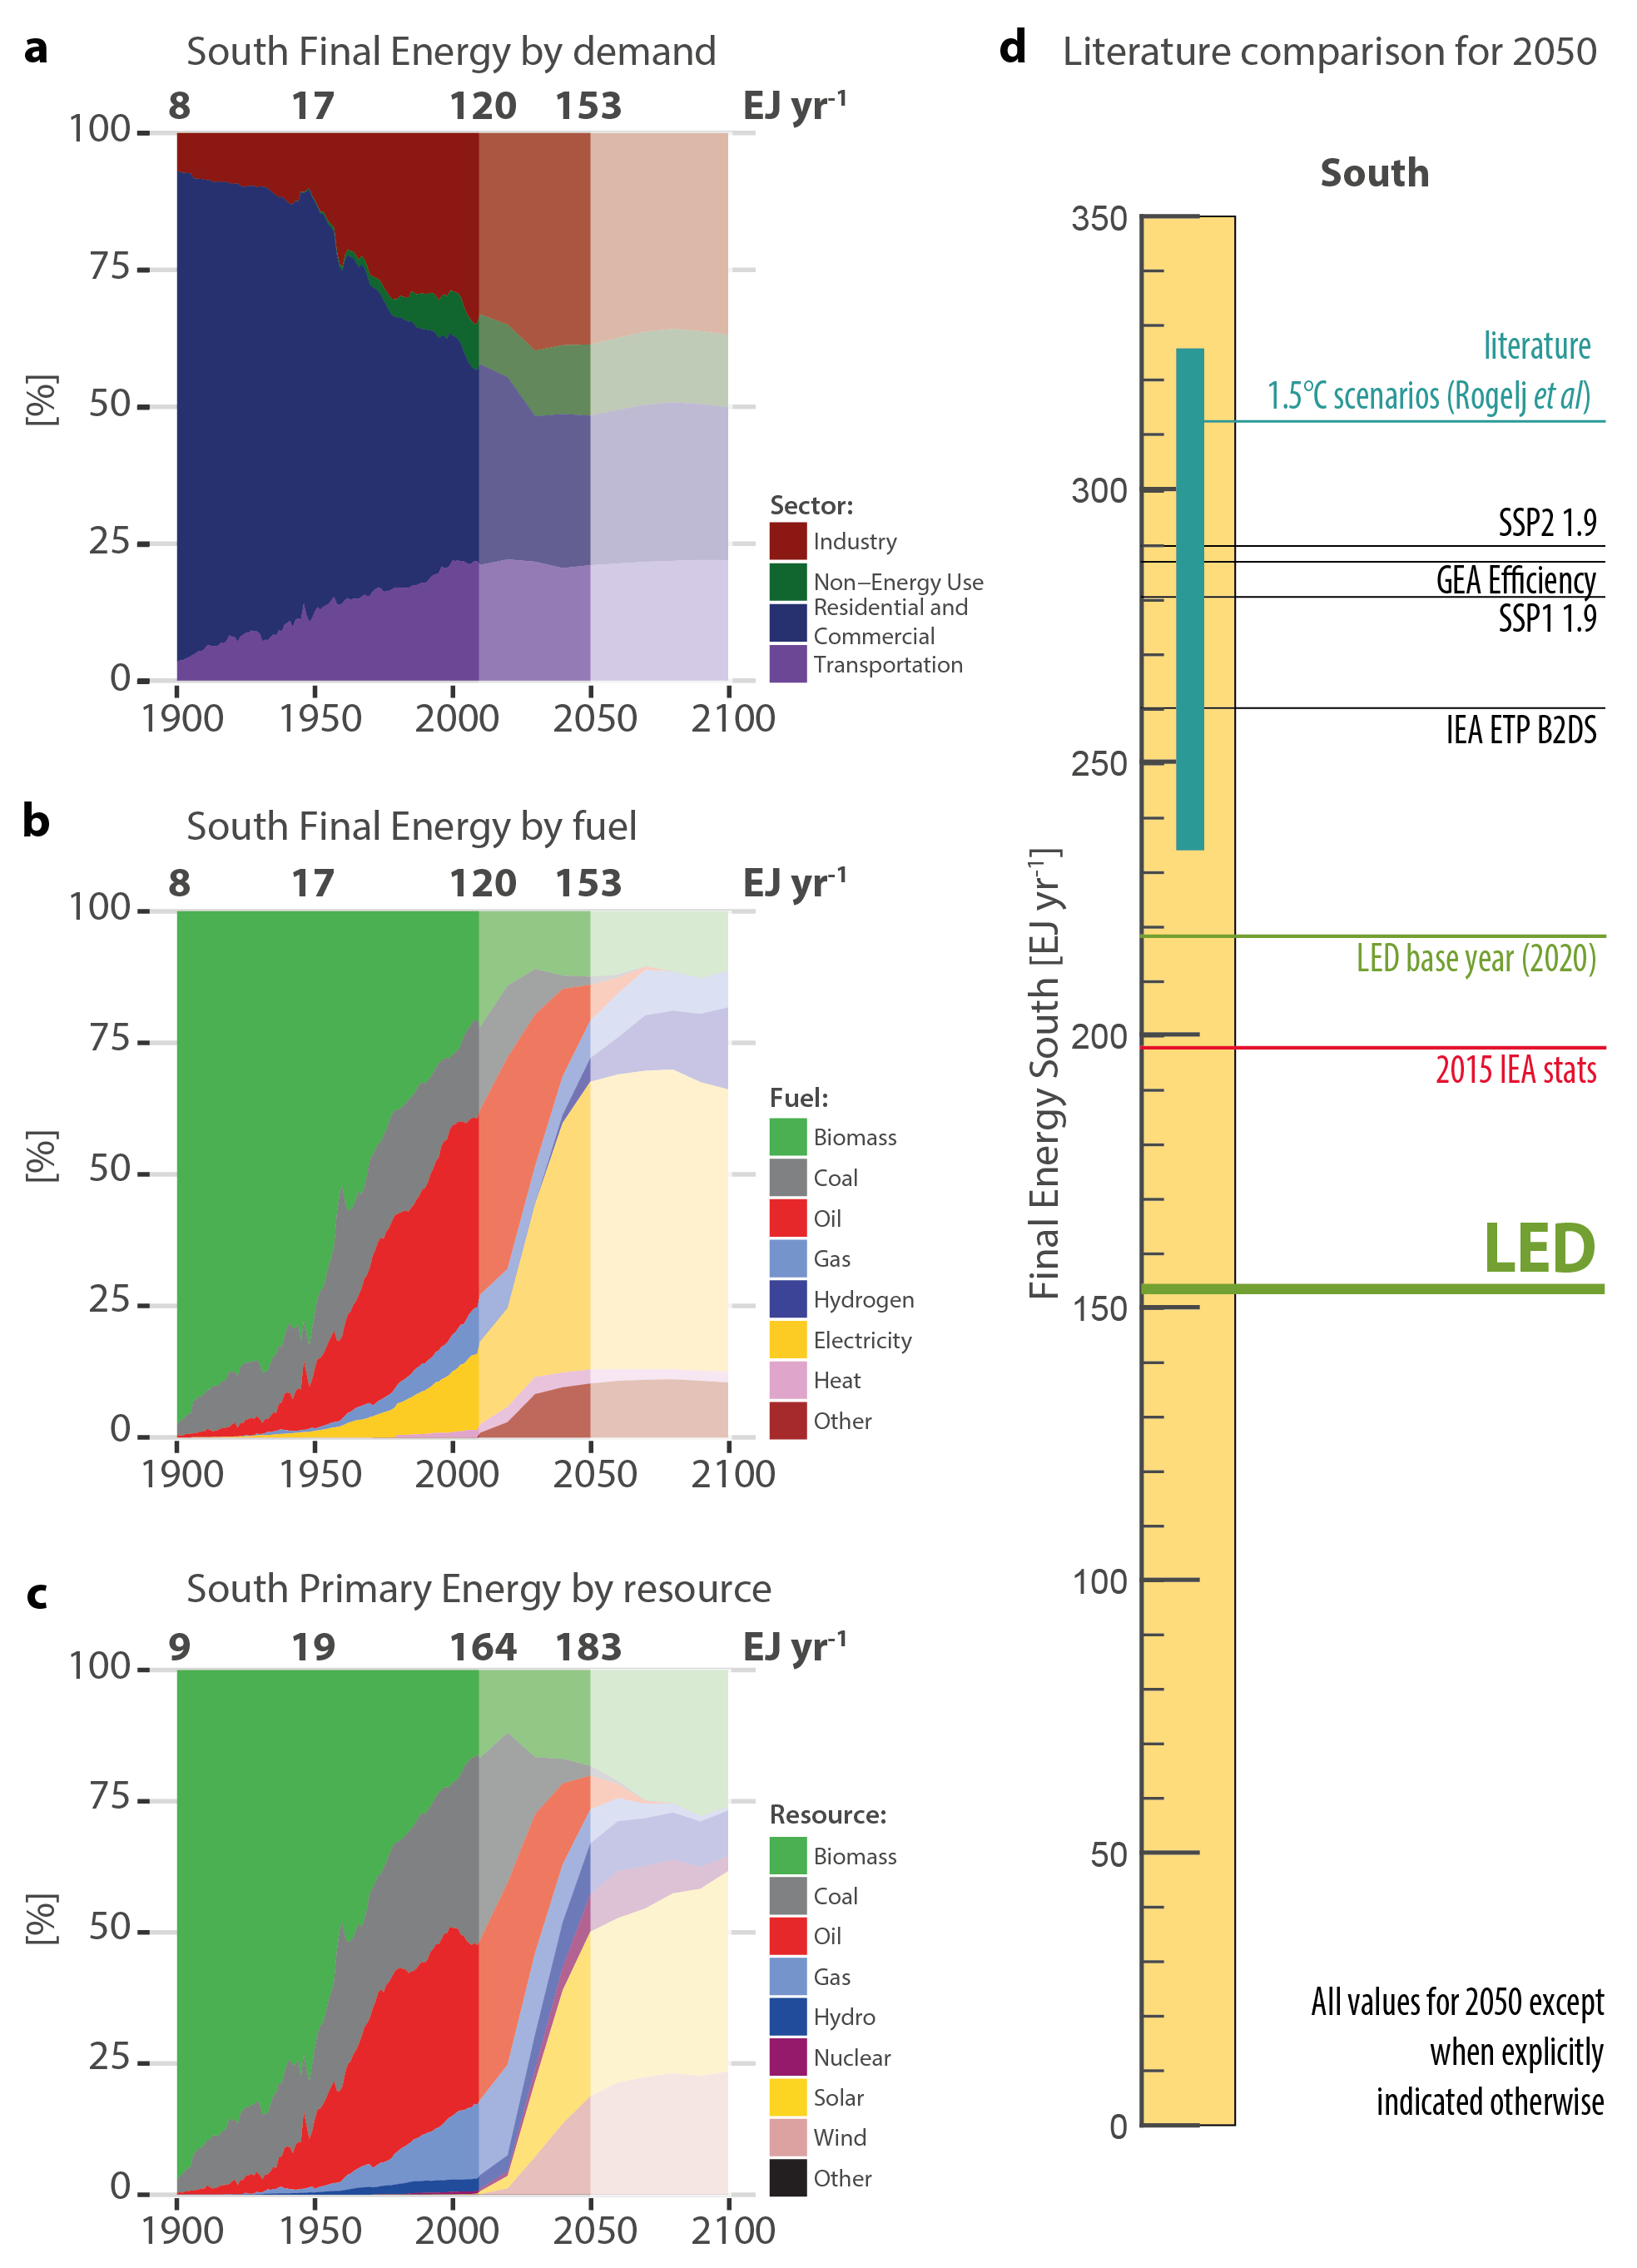 a South Final Energy by demand
8 17 120 153 EJ yr-1
100
75
50
25
0
[%]
1900 1950 2000 2050 2100
Sector:
Industry
Non−Energy Use
Residential and
Commercial
Transportation
b South Final Energy by fuel
8 17 120 153 EJ yr-1
100
75
50
25
0
[%]
1900 1950 2000 2050 2100
Fuel:
Biomass
Coal
Oil
Gas
Hydrogen
Electricity
Heat
Other
c South Primary Energy by resource
9 19 164 183 EJ yr-1
100
75
50
25
0
[%]
1900 1950 2000 2050 2100
Resource:
Biomass
Coal
Oil
Gas
Hydro
Nuclear
Solar
Wind
Other
d Literature comparison for 2050
South
Final Energy South [EJ yr-1]
350
300
250
200
150
100
50
0
literature
1.5°C scenarios (Rogelj et al)
SSP2 1.9
GEA Efficiency
SSP1 1.9
IEA ETP B2DS
LED base year (2020)
2015 IEA stats
LED
All values for 2050 except
when explicitly
indicated otherwise